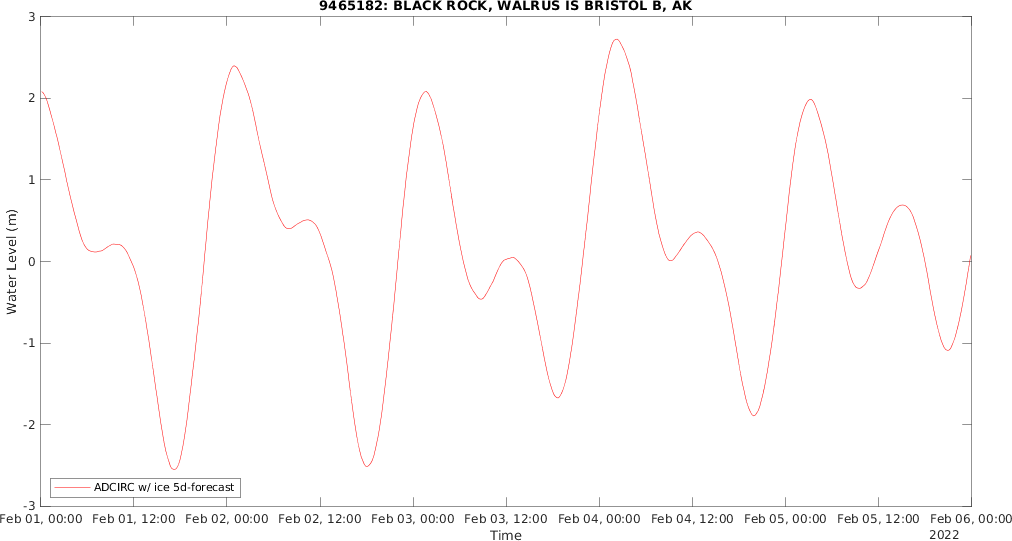 9465182: BLACK ROCK, WALRUS IS BRISTOL B, AK
3
2
1
0
-1
-2
-3
Water Level (m)
ADCIRC w/ ice 5d-forecast
Feb 01, 00:00 Feb 01, 12:00 Feb 02, 00:00 Feb 02, 12:00 Feb 03, 00:00 Feb 03, 12:00 Feb 04, 00:00 Feb 04, 12:00 Feb 05, 00:00 Feb 05, 12:00 Feb 06, 00:00
Time
2022